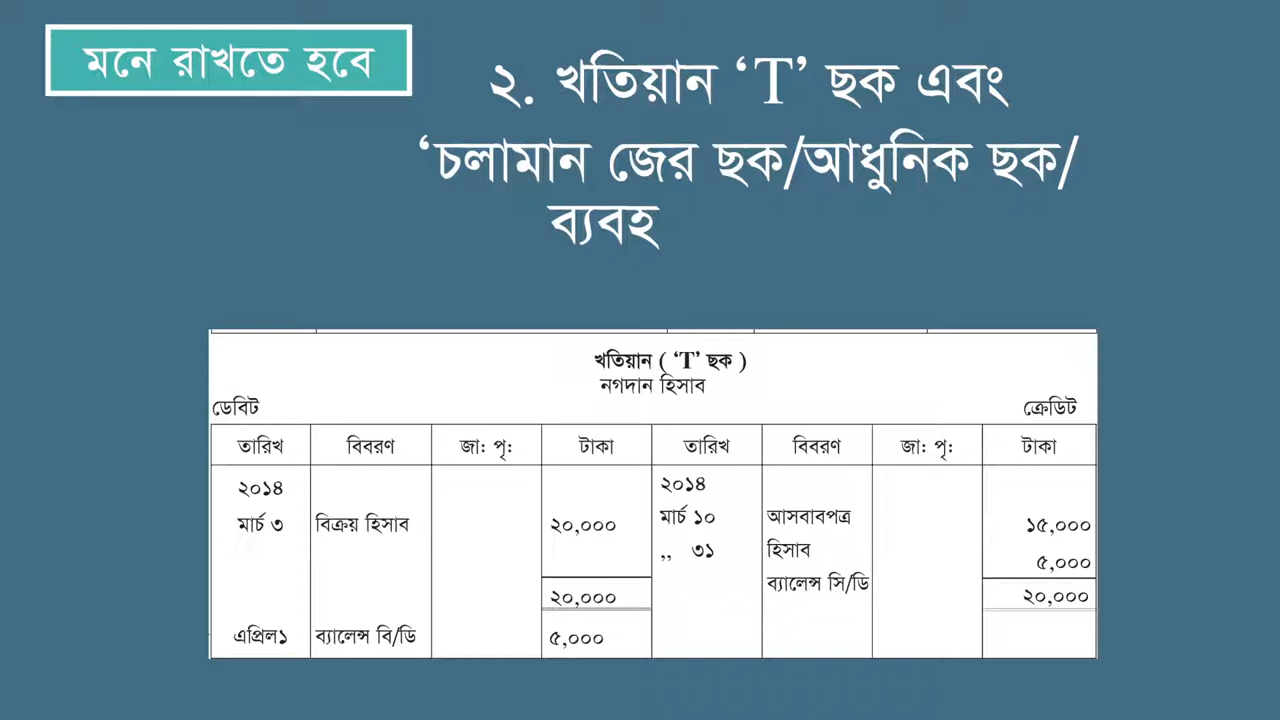 মনে রাখতে হবে
২. খতিয়ান ‘T’ ছক এবং
‘চলামান জের ছক/আধুনিক ছক/
ব্যবহ
খতিয়ান ( ‘T’ ছক )
নগদান হিসাব
ডেবিট ক্রেডিট
তারিখ বিবরণ জা: পৃ: টাকা তারিখ বিবরণ জা: পৃ: টাকা
২০১৪ ২০১৪
মার্চ ৩ বিক্রয় হিসাব ২০,০০০ মার্চ ১০ আসবাবপত্র ১৫,০০০
,, ৩১ হিসাব ৫,০০০
ব্যালেন্স সি/ডি
২০,০০০ ২০,০০০
এপ্রিল১ ব্যালেন্স বি/ডি ৫,০০০